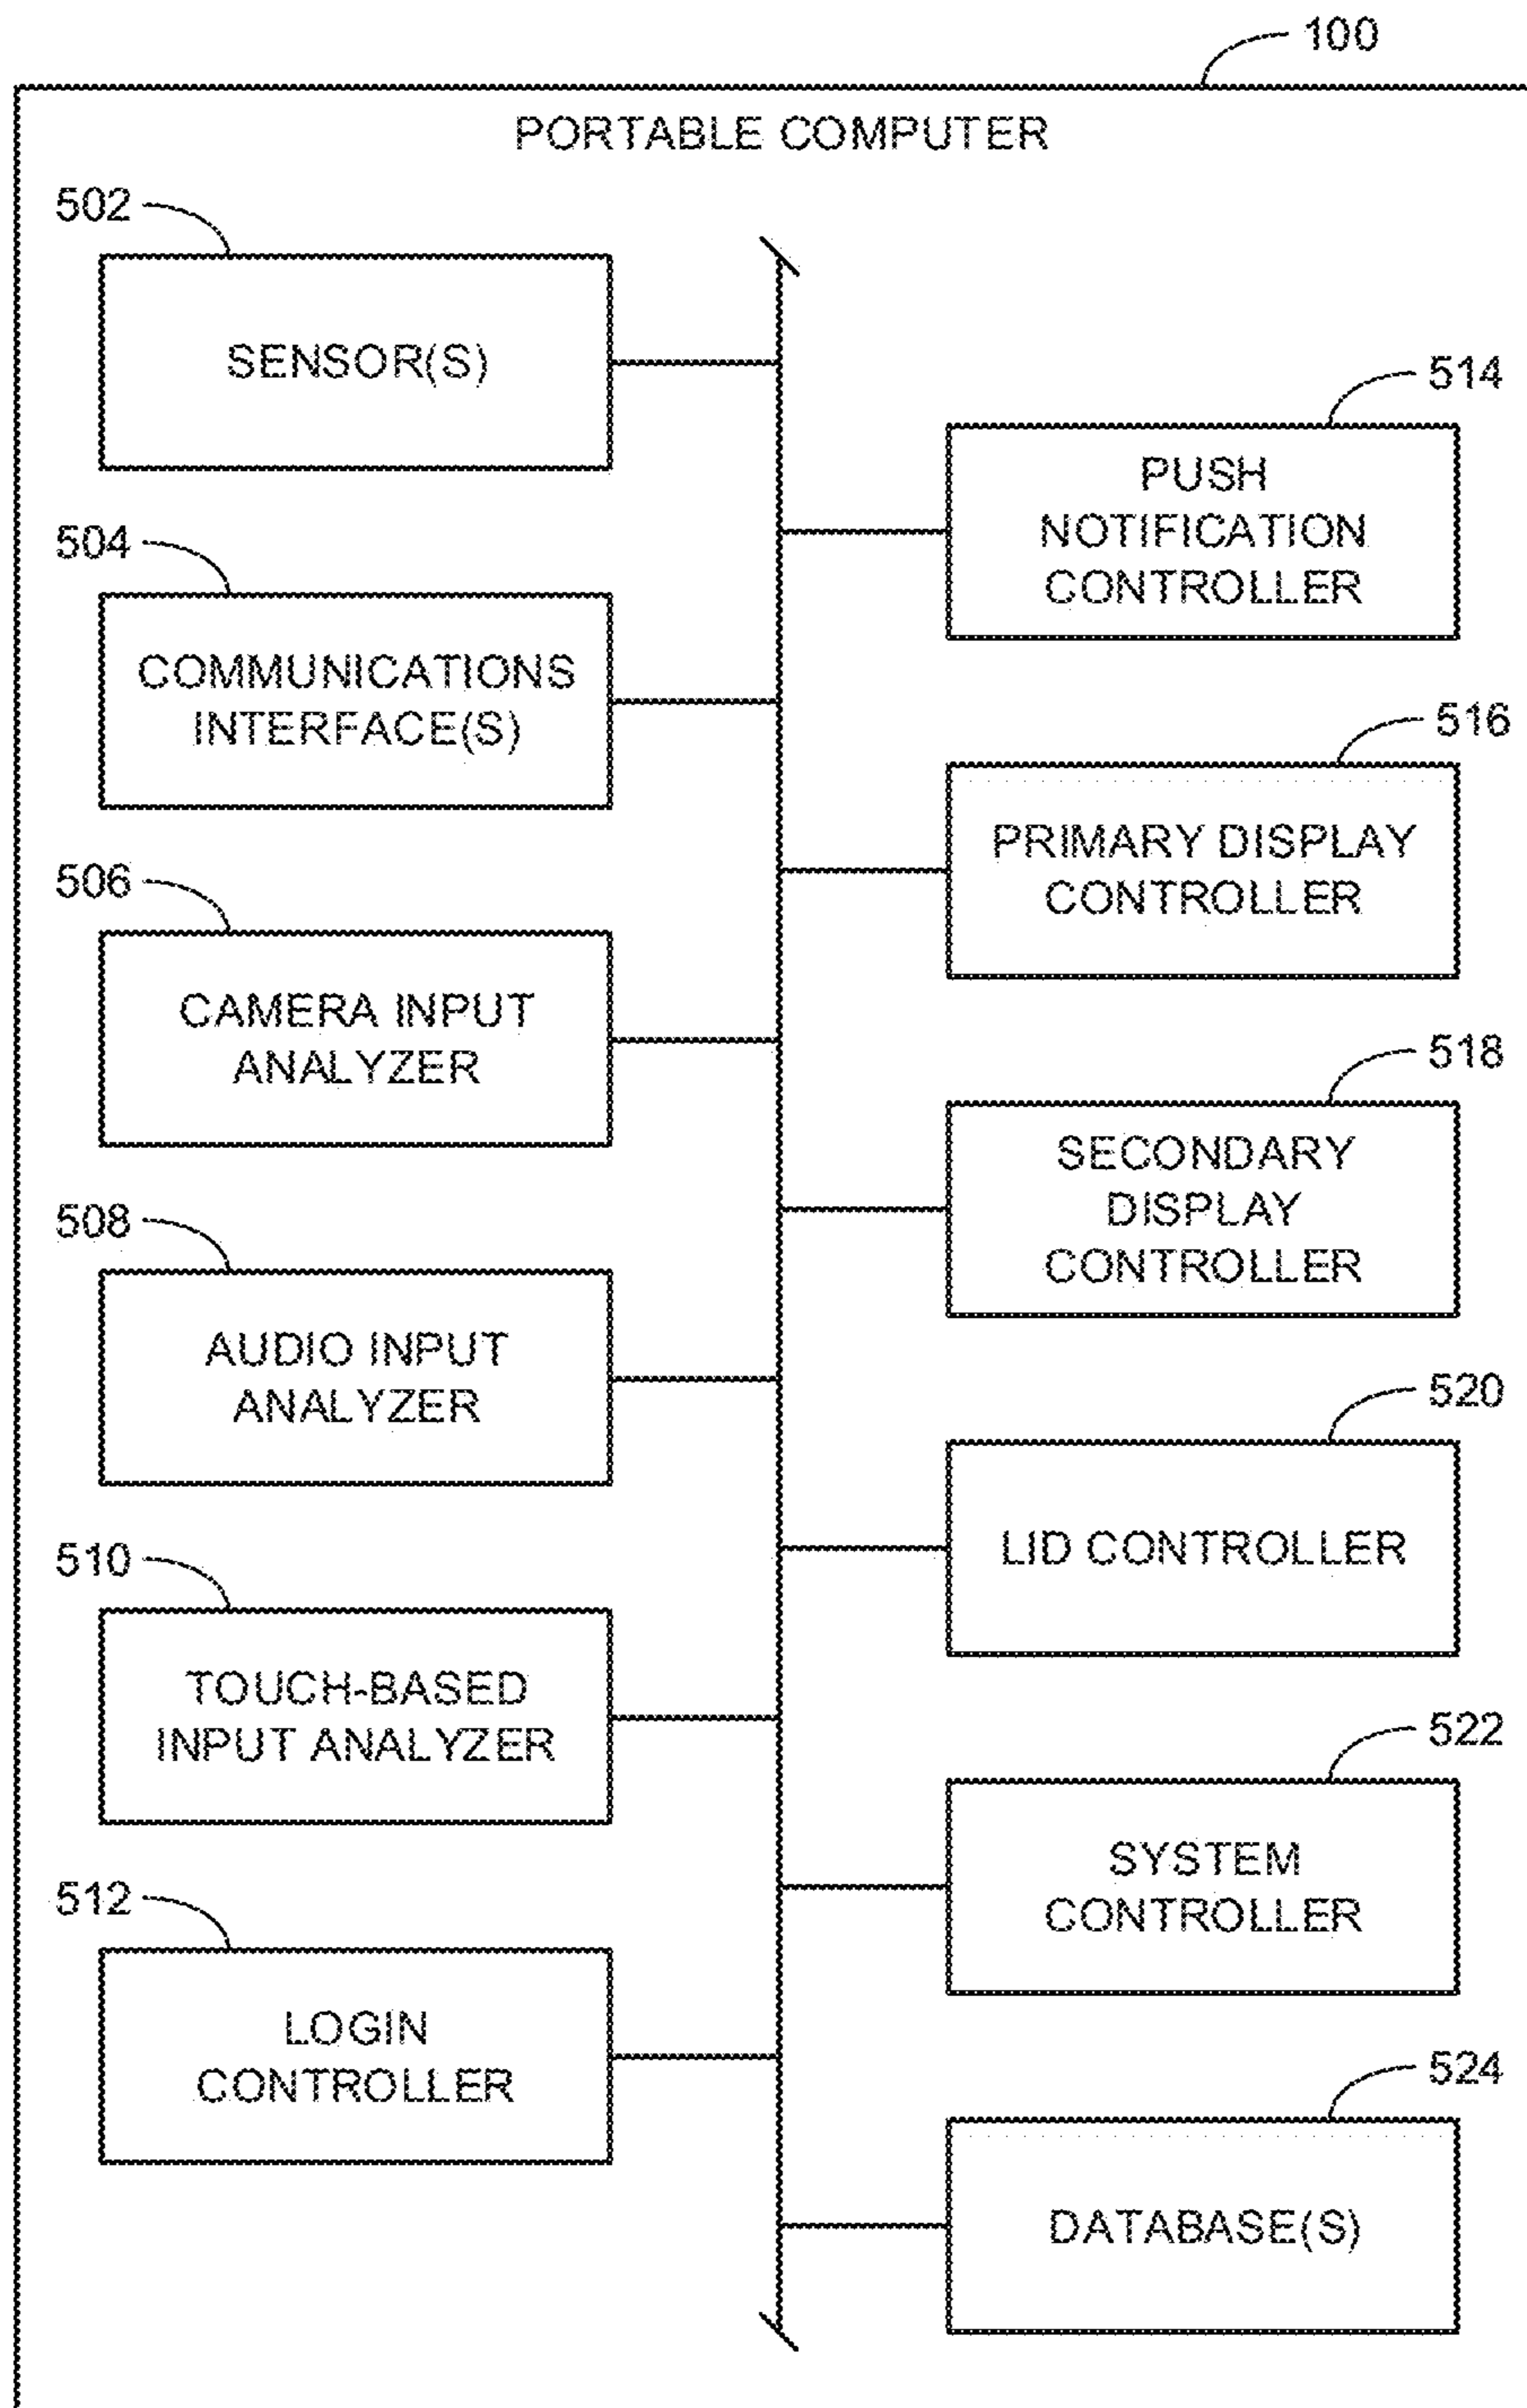 100
PORTABLE COMPUTER
502
SENSOR(S)
504
COMMUNICATIONS
INTERFACE(S)
506
CAMERA INPUT
ANALYZER
508
AUDIO INPUT
ANALYZER
510
TOUCH-BASED
INPUT ANALYZER
512
LOGIN
CONTROLLER
514
PUSH
NOTIFICATION
CONTROLLER
516
PRIMARY DISPLAY
CONTROLLER
518
SECONDARY
DISPLAY
CONTROLLER
520
LID CONTROLLER
522
SYSTEM
CONTROLLER
524
DATABASE(S)